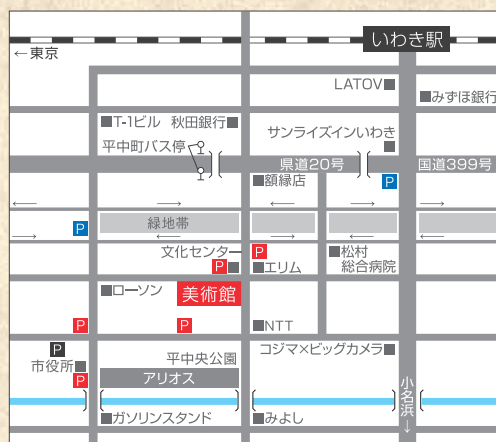 いわき駅
←東京
LATOV■
■みずほ銀行
■T-1ビル 秋田銀行■
平中町バス停
サンライズインいわき
県道20号
国道399号
■額縁店
P
P
緑地帯
文化センター
P
P
■エリム
■松村
総合病院
■ローソン
美術館
P
P
■NTT
P
市役所■
P
平中央公園
コジマ×ビッグカメラ■
アリオス
小名浜→
■ガソリンスタンド
■みよし